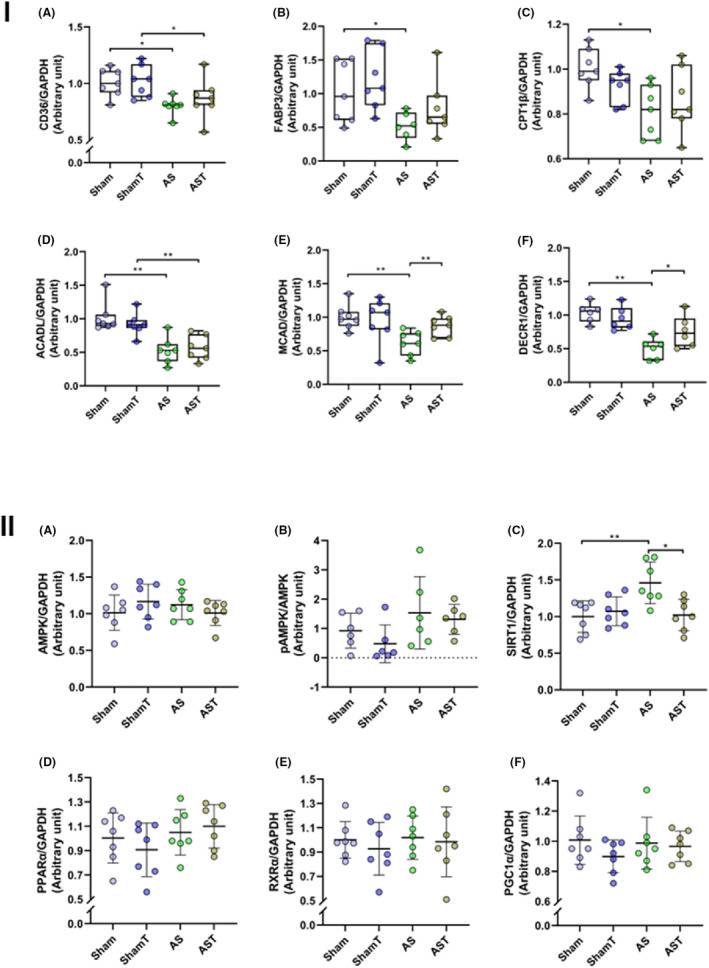 I
(A)
CD36/GAPDH
(Arbitrary unit)
1.5
1.0
0.5
0.0
*
*
Sham
ShamT
AS
AST
(B)
FABP3/GAPDH
(Arbitrary unit)
2.0
1.5
1.0
0.5
0.0
*
Sham
ShamT
AS
AST
(C)
CPT1β/GAPDH
(Arbitrary unit)
1.2
1.0
0.8
0.6
*
Sham
ShamT
AS
AST
(D)
ACADL/GAPDH
(Arbitrary unit)
2.0
1.5
1.0
0.5
0.0
**
**
Sham
ShamT
AS
AST
(E)
MCAD/GAPDH
(Arbitrary unit)
2.0
1.5
1.0
0.5
0.0
**
**
Sham
ShamT
AS
AST
(F)
DECR1/GAPDH
(Arbitrary unit)
2.0
1.5
1.0
0.5
0.0
**
*
Sham
ShamT
AS
AST
II
(A)
AMPK/GAPDH
(Arbitrary unit)
2.0
1.5
1.0
0.5
0.0
Sham
ShamT
AS
AST
(B)
pAMPK/AMPK
(Arbitrary unit)
4
3
2
1
0
-1
Sham
ShamT
AS
AST
(C)
SIRT1/GAPDH
(Arbitrary unit)
2.0
1.5
1.0
0.5
0.0
**
*
Sham
ShamT
AS
AST
(D)
PPARα/GAPDH
(Arbitrary unit)
1.5
1.3
1.1
0.9
0.7
0.5
0.0
Sham
ShamT
AS
AST
(E)
RXRα/GAPDH
(Arbitrary unit)
1.5
1.3
1.1
0.9
0.7
0.5
0.0
Sham
ShamT
AS
AST
(F)
PGC1α/GAPDH
(Arbitrary unit)
1.4
1.2
1.0
0.8
0.6
0.0
Sham
ShamT
AS
AST